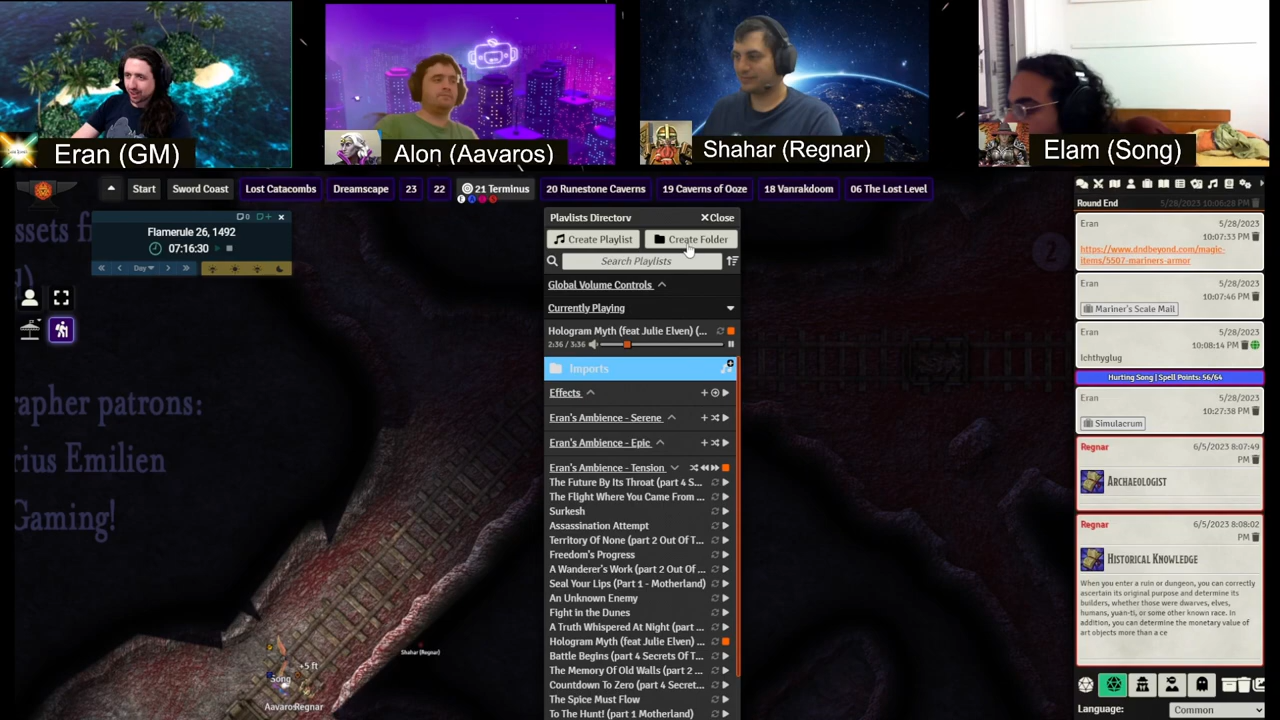 Eran (GM)
Alon (Aavaros)
Shahar (Regnar)
Elam (Song)
Start
Sword Coast
Lost Catacombs
Dreamscape
23
22
21 Terminus
20 Runestone Caverns
19 Caverns of Ooze
18 Vanrakdoom
06 The Lost Level
Flamerule 26, 1492
07:16:30
Day
ssets f
rapher patrons:
rius Emilien
Gaming!
2
Song
+5 ft
AavarosRegnar
Shahar (Regnar)
Playlists Directory
Close
Create Playlist
Create Folder
Search Playlists
Global Volume Controls
Currently Playing
Hologram Myth (feat Julie Elven) (...
2:36 / 3:36
Imports
Effects
Eran's Ambience - Serene
Eran's Ambience - Epic
Eran's Ambience - Tension
The Future By Its Throat (part 4 S...
The Flight Where You Came From ...
Surkesh
Assassination Attempt
Territory Of None (part 2 Out Of T...
Freedom's Progress
A Wanderer's Work (part 2 Out Of ...
Seal Your Lips (Part 1 - Motherland)
An Unknown Enemy
Fight in the Dunes
A Truth Whispered At Night (part ...
Hologram Myth (feat Julie Elven) ...
Battle Begins (part 4 Secrets Of T...
The Memory Of Old Walls (part 2 ...
Countdown To Zero (part 4 Secret...
The Spice Must Flow
To The Hunt! (part 1 Motherland)
Round End
5/28/2023
10:06:28 PM
Eran
5/28/2023
10:07:33 PM
https://www.dndbeyond.com/magic-
items/5507-mariners-armor
Eran
5/28/2023
10:07:46 PM
Mariner's Scale Mail
Eran
5/28/2023
10:08:14 PM
Ichthyglug
Hurting Song | Spell Points: 56/64
Eran
5/28/2023
10:27:38 PM
Simulacrum
Regnar
6/5/2023 8:07:49
PM
Archaeologist
Regnar
6/5/2023 8:08:02
PM
Historical Knowledge
When you enter a ruin or dungeon, you can correctly
ascertain its original purpose and determine its
builders, whether those were dwarves, elves,
humans, yuan-ti, or some other known race. In
addition, you can determine the monetary value of
art objects more than a ce
Language:
Common